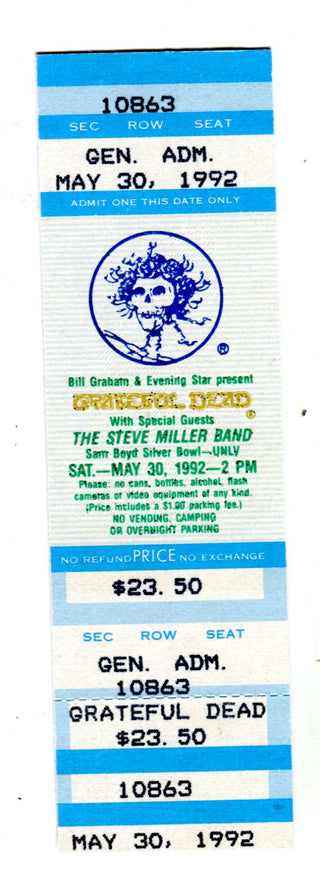 10863
SEC ROW SEAT
GEN. ADM.
MAY 30, 1992
ADMIT ONE THIS DATE ONLY
®
Bill Graham & Evening Star present
GRATEFUL DEAD
®
With Special Guests
THE STEVE MILLER BAND
Sam Boyd Silver Bowl—UNLV
SAT.—MAY 30, 1992—2 PM
Please: no cans, bottles, alcohol, flash
cameras or video equipment of any kind.
(Price includes a $1.00 parking fee.)
NO VENDING, CAMPING
OR OVERNIGHT PARKING
NO REFUND PRICE NO EXCHANGE
$23.50
SEC ROW SEAT
GEN. ADM.
10863
GRATEFUL DEAD
$23.50
10863
MAY 30, 1992